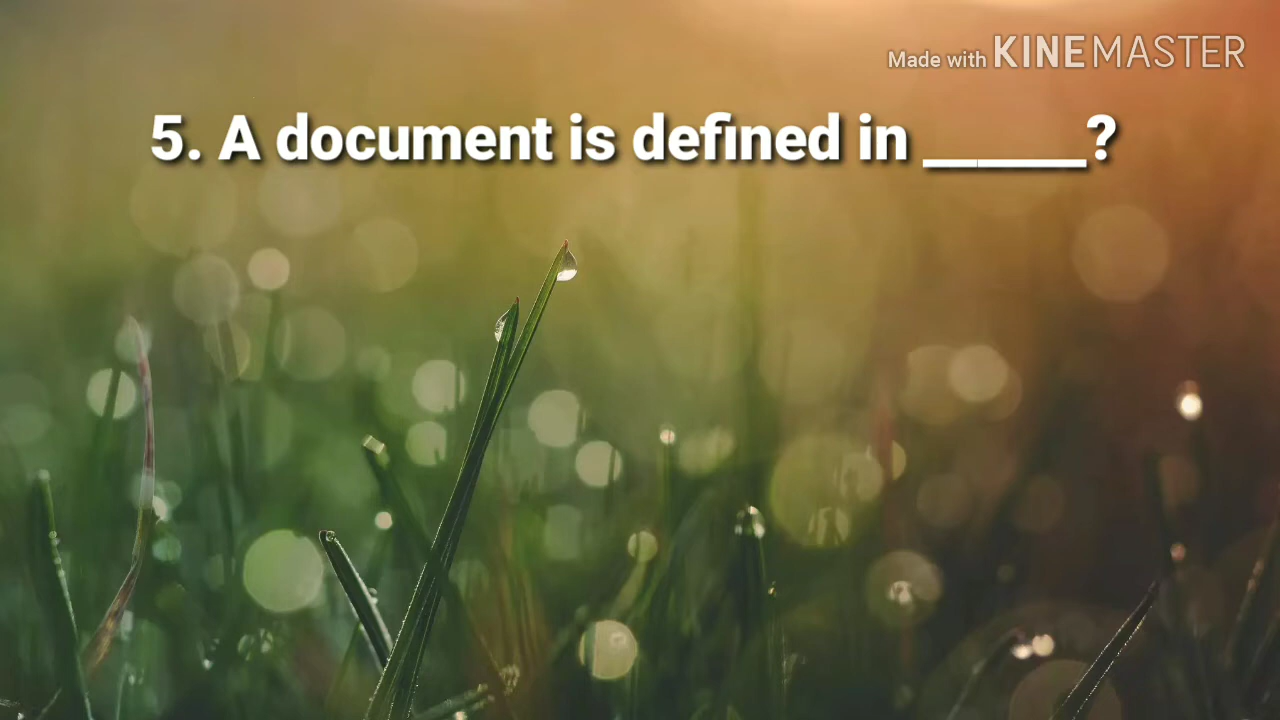 Made with KINEMASTER
5. A document is defined in ______?